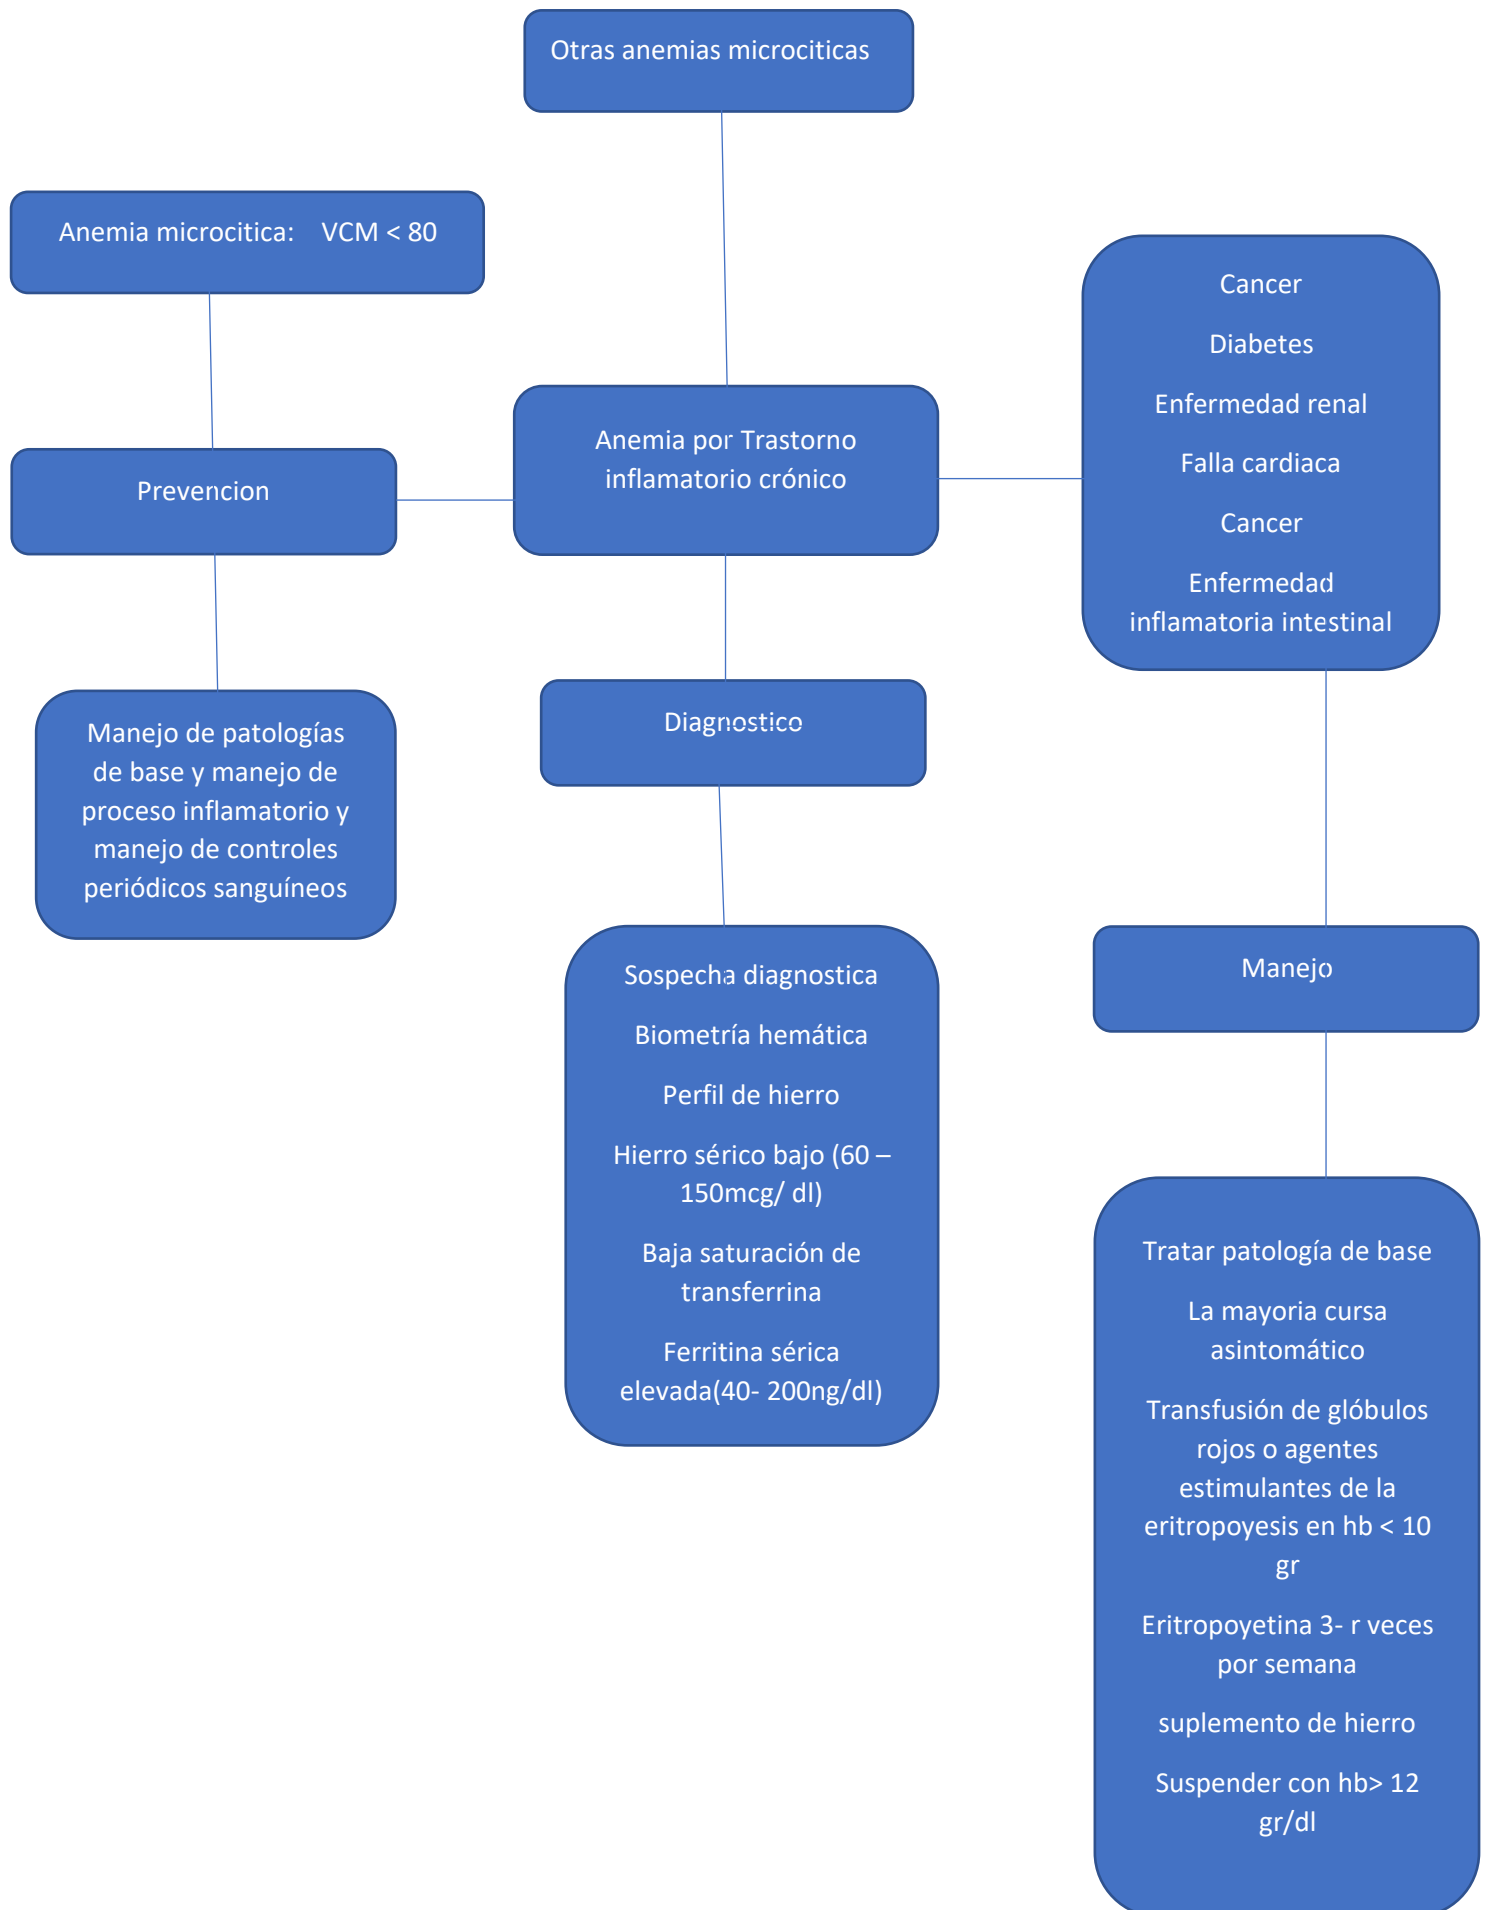 Otras anemias microciticas
Anemia microcitica:    VCM < 80
Cancer
Diabetes
Enfermedad renal
Falla cardiaca
Cancer
Enfermedad
inflamatoria intestinal
Anemia por Trastorno
inflamatorio crónico
Prevencion
Manejo de patologías
de base y manejo de
proceso inflamatorio y
manejo de controles
periódicos sanguíneos
Diagnostico
Sospecha diagnostica
Biometría hemática
Perfil de hierro
Hierro sérico bajo (60 –
150mcg/ dl)
Baja saturación de
transferrina
Ferritina sérica
elevada(40- 200ng/dl)
Manejo
Tratar patología de base
La mayoria cursa
asintomático
Transfusión de glóbulos
rojos o agentes
estimulantes de la
eritropoyesis en hb < 10
gr
Eritropoyetina 3- r veces
por semana
suplemento de hierro
Suspender con hb> 12
gr/dl